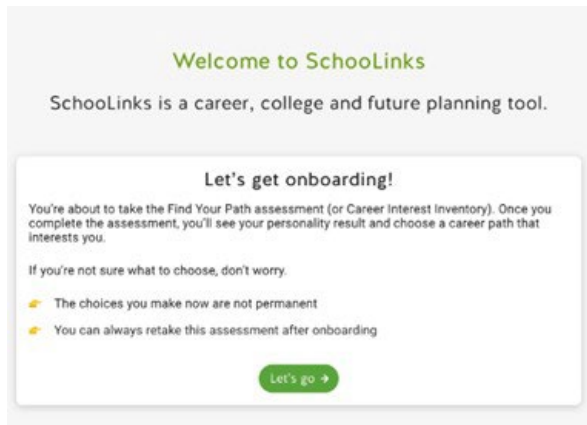 Welcome to SchooLinks
SchooLinks is a career, college and future planning tool.
Let's get onboarding!
You're about to take the Find Your Path assessment (or Career Interest Inventory). Once you
complete the assessment, you'll see your personality result and choose a career path that
interests you.
If you're not sure what to choose, don't worry.
The choices you make now are not permanent
You can always retake this assessment after onboarding
Let's go →